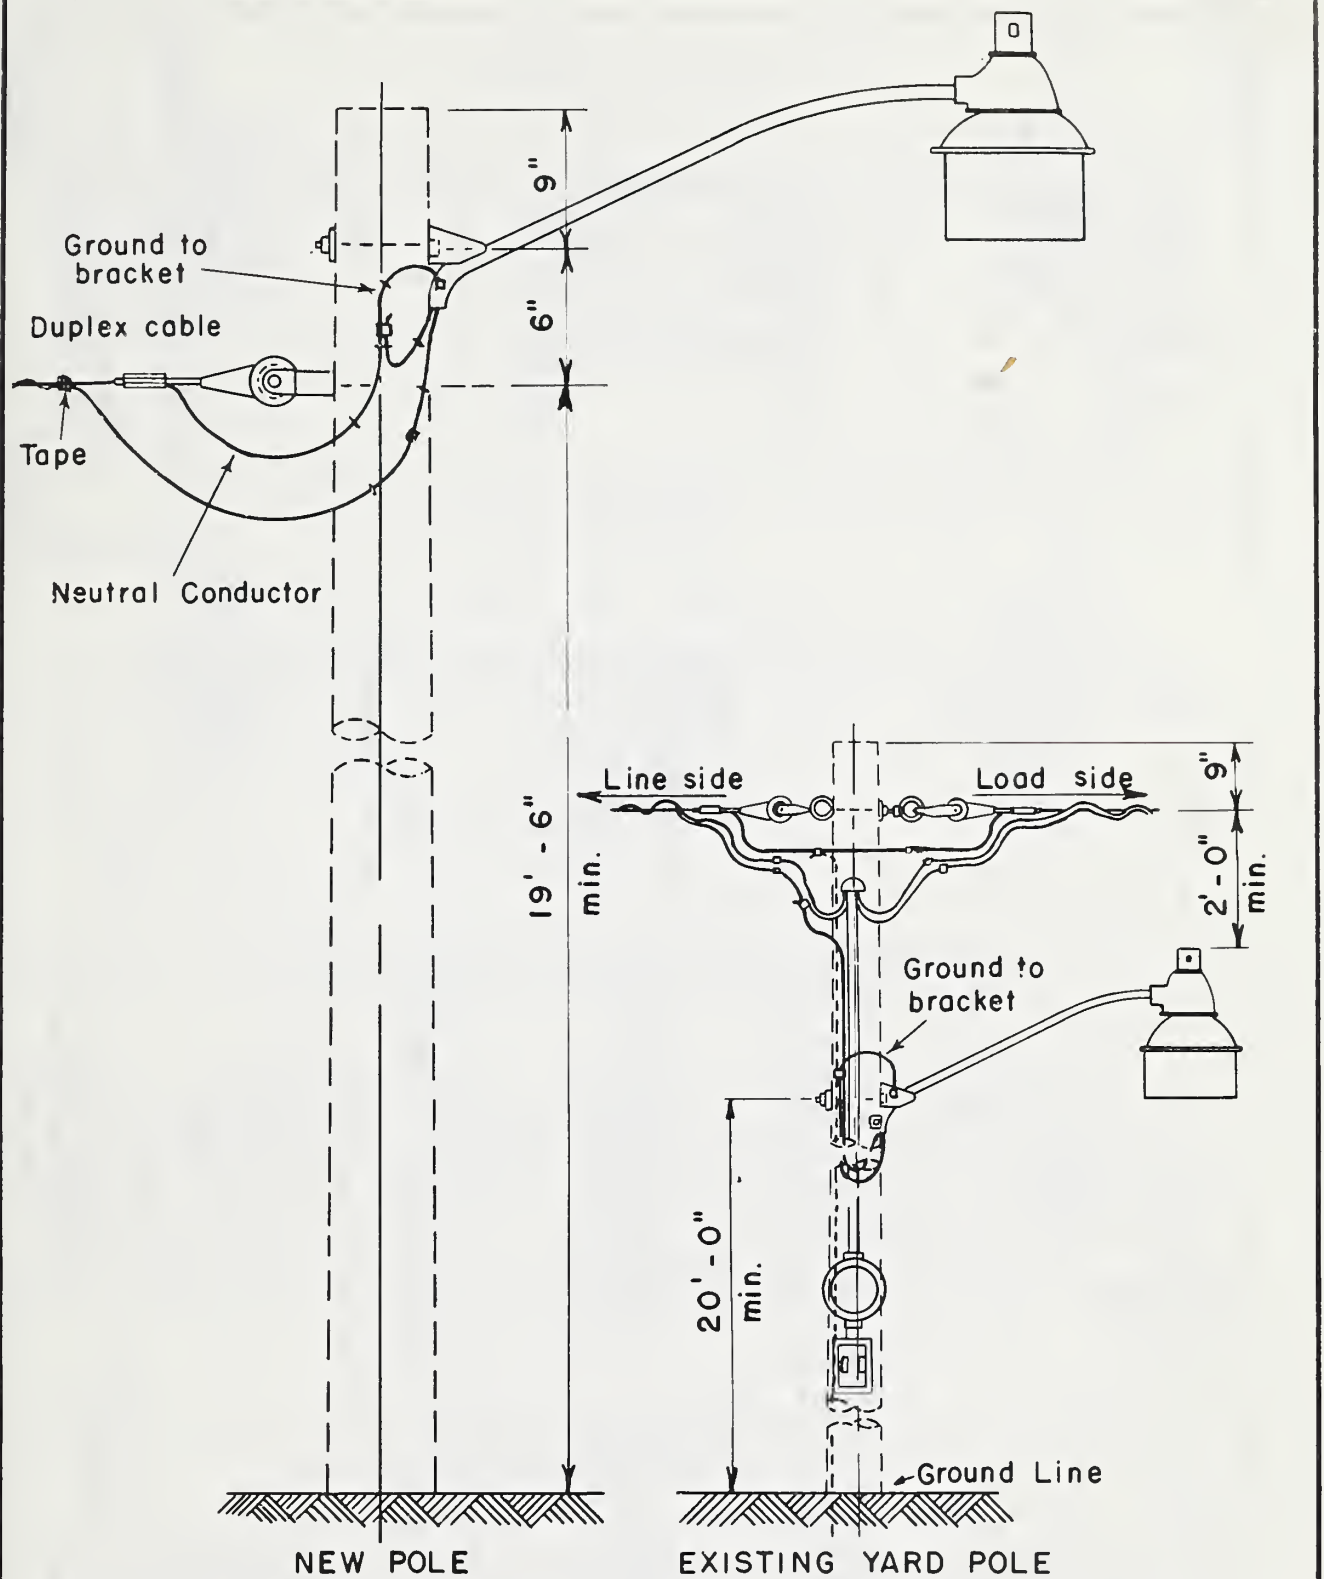 9"
Ground to
bracket
6"
Duplex cable
Tape
Neutral Conductor
19' - 6"
min.
Line side
Load side
9"
2' - 0"
min.
Ground to
bracket
20' - 0"
min.
Ground Line
NEW POLE
EXISTING YARD POLE